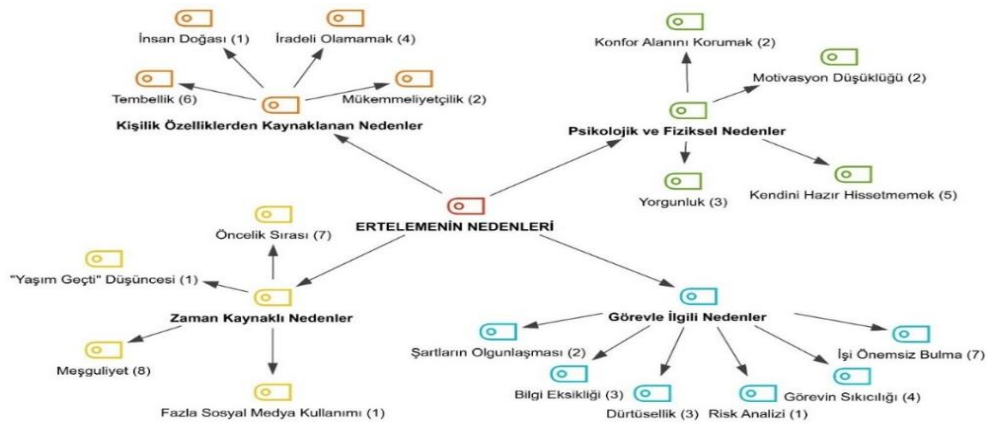 İnsan Doğası (1)
İradeli Olamamak (4)
Tembellik (6)
Mükemmeliyetçilik (2)
Kişilik Özelliklerden Kaynaklanan Nedenler
Konfor Alanını Korumak (2)
Motivasyon Düşüklüğü (2)
Psikolojik ve Fiziksel Nedenler
Yorgunluk (3)
Kendini Hazır Hissetmemek (5)
ERTELEMENİN NEDENLERİ
Öncelik Sırası (7)
"Yaşım Geçti" Düşüncesi (1)
Zaman Kaynaklı Nedenler
Meşguliyet (8)
Fazla Sosyal Medya Kullanımı (1)
Görevle İlgili Nedenler
Şartların Olgunlaşması (2)
İşi Önemsiz Bulma (7)
Bilgi Eksikliği (3)
Görevin Sıkıcılığı (4)
Dürtüsellik (3)
Risk Analizi (1)